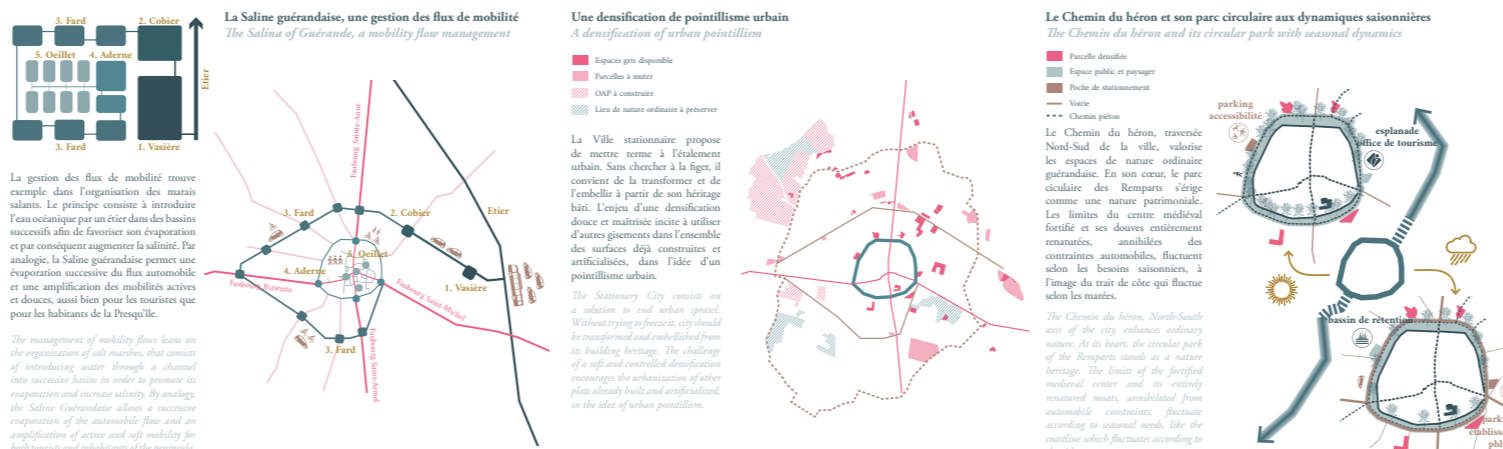 3. Fard
2. Cobier
5. Oeillet
4. Aderne
Etier
3. Fard
1. Vasière
La gestion des flux de mobilité trouve
exemple dans l'organisation des marais
salants. Le principe consiste à introduire
l'eau océanique par un étier dans des bassins
successifs afin de favoriser son évaporation
et par conséquent augmenter la salinité. Par
analogie, la Saline guérandaise permet une
évaporation successive du flux automobile
et une amplification des mobilités actives
et douces, aussi bien pour les touristes que
pour les habitants de la Presqu'île.
The management of mobility flows leans on
the organization of salt marshes, that consists
of introducing water through a channel
into successive basins in order to promote its
evaporation and increase salinity. By analogy,
the Saline Guérandaise allows a successive
evaporation of the automobile flow and an
amplification of active and soft mobility for
both tourists and inhabitants of the peninsula.
La Saline guérandaise, une gestion des flux de mobilité
The Salina of Guérande, a mobility flow management
Faubourg Sainte-Anne
3. Fard
2. Cobier
Etier
5. Oeillet
4. Aderne
Faubourg Bizienne
1. Vasière
Faubourg Saint-Michel
3. Fard
Faubourg Saint-Armel
Une densification de pointillisme urbain
A densification of urban pointillism
Espaces gris disponible
Parcelles à muter
OAP à construire
Lieu de nature ordinaire à préserver
La Ville stationnaire propose
de mettre terme à l'étalement
urbain. Sans chercher à la figer, il
convient de la transformer et de
l'embellir à partir de son héritage
bâti. L'enjeu d'une densification
douce et maîtrisée incite à utiliser
d'autres gisements dans l'ensemble
des surfaces déjà construites et
artificialisées, dans l'idée d'un
pointillisme urbain.
The Stationary City consists on
a solution to end urban sprawl.
Without trying to freeze it, city should
be transformed and embellished from
its building heritage. The challenge
of a soft and controlled densification
encourages the urbanization of other
plots already built and artificialized,
in the idea of urban pointillism.
Le Chemin du héron et son parc circulaire aux dynamiques saisonnières
The Chemin du héron and its circular park with seasonal dynamics
Parcelle densifiée
Espace public et paysager
Poche de stationnement
Voirie
Chemin piéton
Le Chemin du héron, traversée
Nord-Sud de la ville, valorise
les espaces de nature ordinaire
guérandaise. En son cœur, le parc
ciculaire des Remparts s'érige
comme une nature patrimoniale.
Les limites du centre médiéval
fortifié et ses douves entièrement
renaturées, annihilées des
contraintes automobiles, fluctuent
selon les besoins saisonniers, à
l'image du trait de côte qui fluctue
selon les marées.
The Chemin du héron, North-South
axis of the city, enhances ordinary
nature. At its heart, the circular park
of the Remparts stands as a nature
heritage. The limits of the fortified
medieval center and its entirely
renatured moats, annihilated from
automobile constraints, fluctuate
according to seasonal needs, like the
coastline which fluctuates according to
parking
accessibilité
esplanade
office de tourisme
bassin de rétention